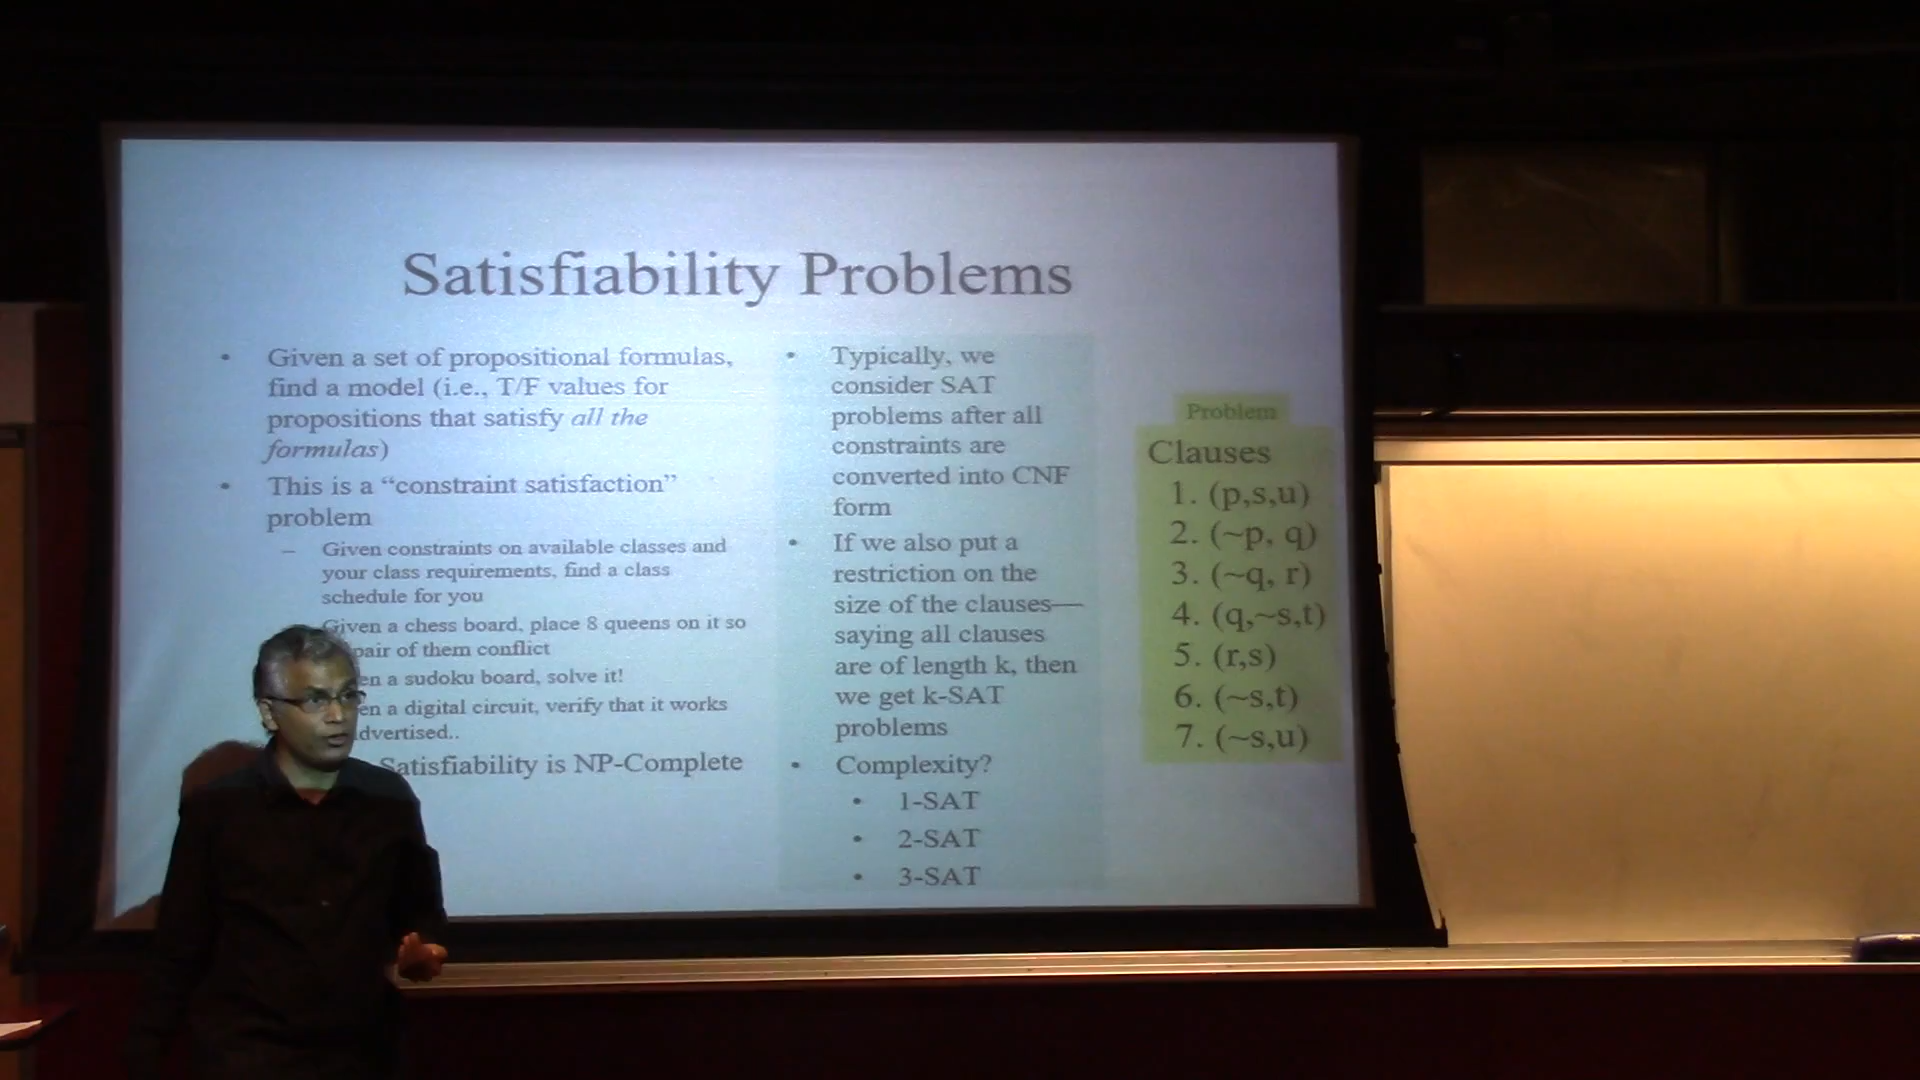 Satisfiability Problems
• Given a set of propositional formulas,
find a model (i.e., T/F values for
propositions that satisfy all the
formulas)
• This is a “constraint satisfaction”
problem
– Given constraints on available classes and
your class requirements, find a class
schedule for you
Given a chess board, place 8 queens on it so
pair of them conflict
a sudoku board, solve it!
a digital circuit, verify that it works
Satisfiability is NP-Complete
• Typically, we
consider SAT
problems after all
constraints are
converted into CNF
form
• If we also put a
restriction on the
size of the clauses—
saying all clauses
are of length k, then
we get k-SAT
problems
• Complexity?
• 1-SAT
• 2-SAT
• 3-SAT
Problem
Clauses
1. (p,s,u)
2. (~p, q)
3. (~q, r)
4. (q,~s,t)
5. (r,s)
6. (~s,t)
7. (~s,u)